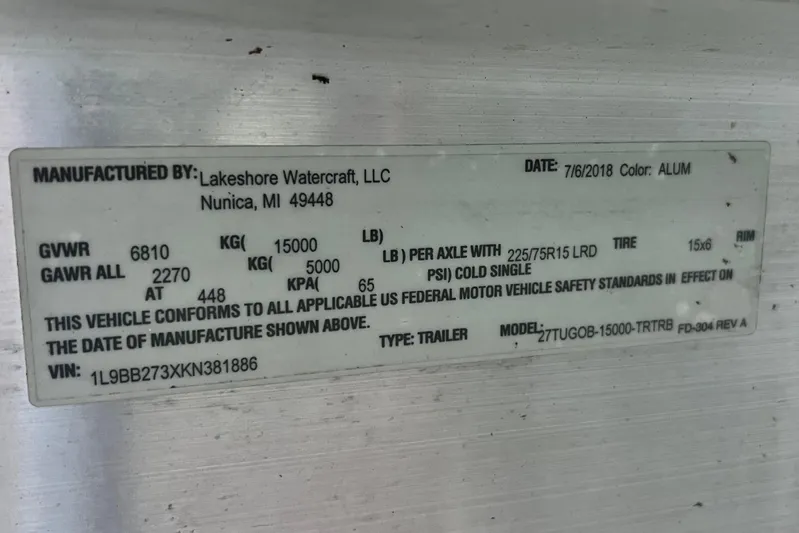 MANUFACTURED BY: Lakeshore Watercraft, LLC DATE: 7/6/2018 Color: ALUM
Nunica, MI 49448
GVWR 6810 KG( 15000 LB)
GAWR ALL 2270 KG( 5000 LB ) PER AXLE WITH 225/75R15 LRD TIRE 15x6 RIM
AT 448 KPA( 65 PSI) COLD SINGLE
THIS VEHICLE CONFORMS TO ALL APPLICABLE US FEDERAL MOTOR VEHICLE SAFETY STANDARDS IN EFFECT ON
THE DATE OF MANUFACTURE SHOWN ABOVE. TYPE: TRAILER MODEL: 27TUGOB-15000-TRTRB FD-304 REV A
VIN: 1L9BB273XKN381886